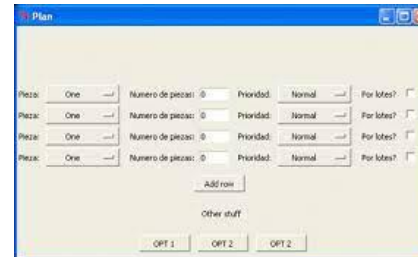 Plan
Pieza: One Numero de piezas: 0 Prioridad: Normal Por lotes?
Pieza: One Numero de piezas: 0 Prioridad: Normal Por lotes?
Pieza: One Numero de piezas: 0 Prioridad: Normal Por lotes?
Pieza: One Numero de piezas: 0 Prioridad: Normal Por lotes?
Add row
Other stuff
OPT 1 OPT 2 OPT 2